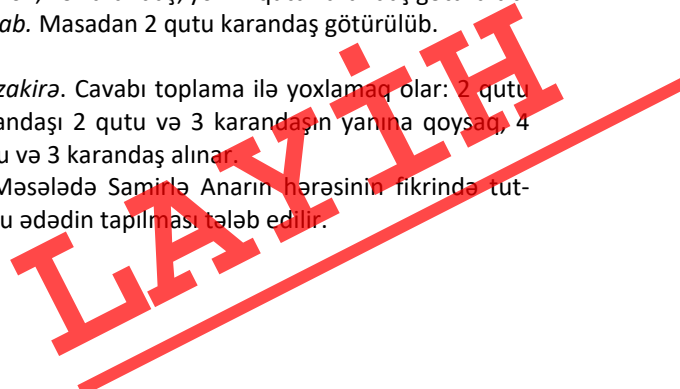 ab. Masadan 2 qutu karandaş götürülüb.
zakirə. Cavabı toplama ilə yoxlamaq olar: 2 qutu
andaşı 2 qutu və 3 karandaşın yanına qoysaq, 4
u və 3 karandaş alınar.
Məsələdə Samirlə Anarın hərəsinin fikrində tut-
u ədədin tapılması tələb edilir.
LAYİH